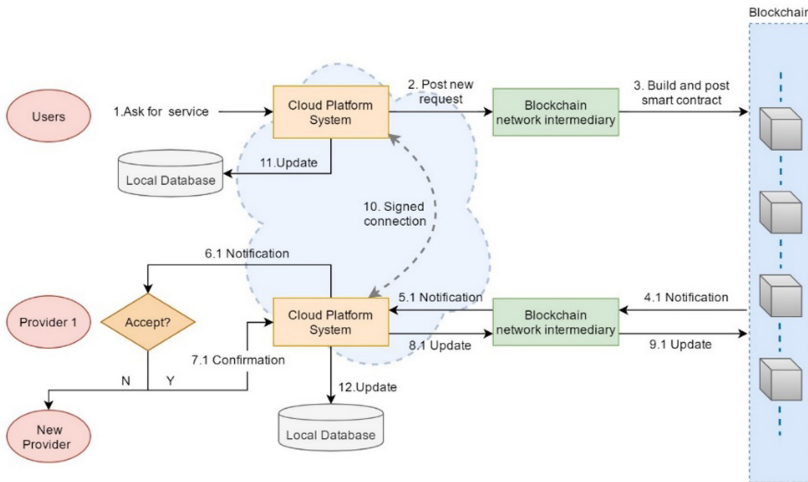 Blockchain
Users
1.Ask for service
Cloud Platform
System
2. Post new
request
Blockchain
network intermediary
3. Build and post
smart contract
11.Update
Local Database
10. Signed
connection
6.1 Notification
Provider 1
Accept?
7.1 Confirmation
Cloud Platform
System
5.1 Notification
8.1 Update
Blockchain
network intermediary
4.1 Notification
9.1 Update
N
Y
12.Update
New
Provider
Local Database